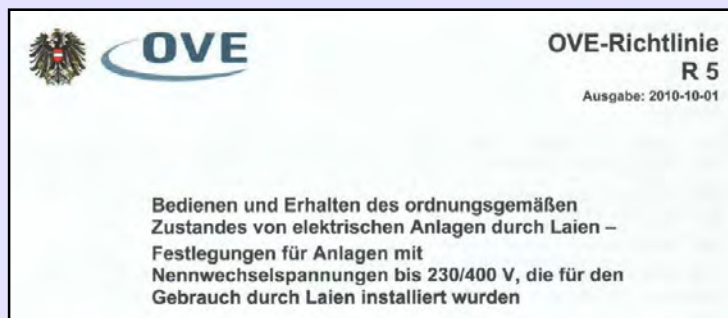 OVE
OVE-Richtlinie
R 5
Ausgabe: 2010-10-01
Bedienen und Erhalten des ordnungsgemäßen
Zustandes von elektrischen Anlagen durch Laien –
Festlegungen für Anlagen mit
Nennwechselspannungen bis 230/400 V, die für den
Gebrauch durch Laien installiert wurden